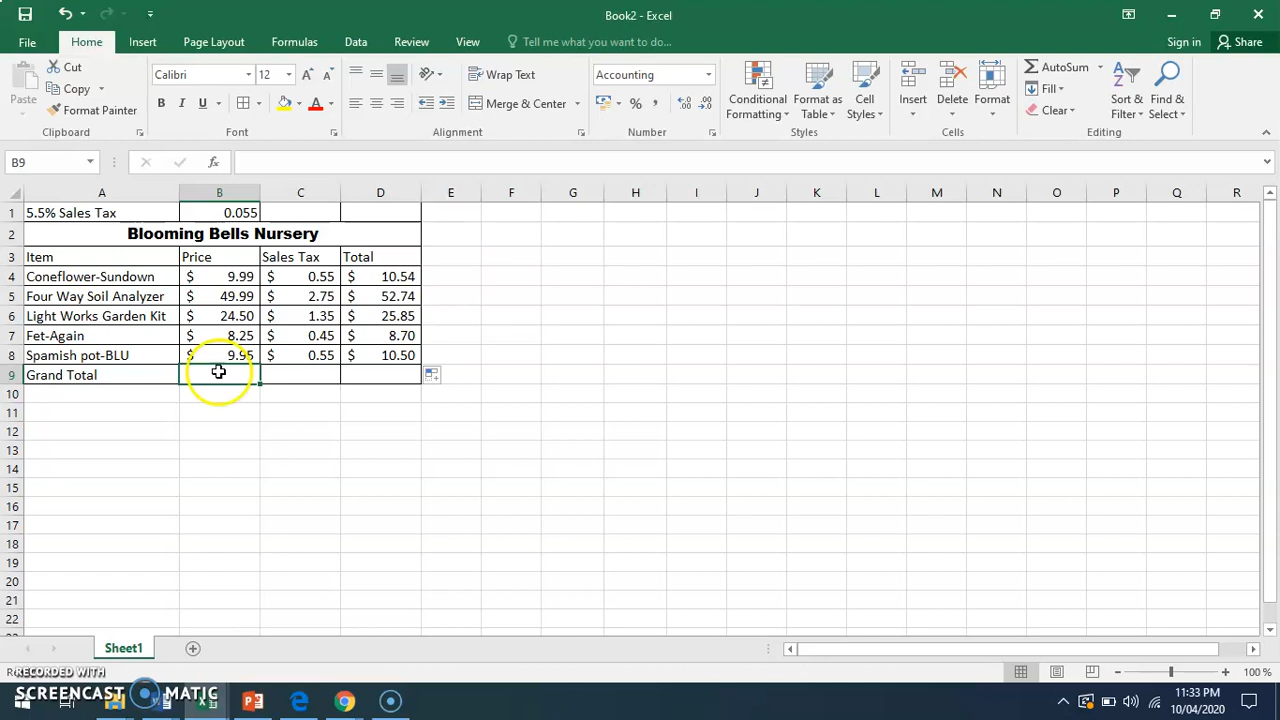 Book2 - Excel
File Home Insert Page Layout Formulas Data Review View Tell me what you want to do... Sign in Share
Paste Cut Copy Format Painter Clipboard
Calibri 12 A A B I U A Font
Wrap Text Merge & Center Alignment
Accounting % , Number
Conditional Formatting Format as Table Cell Styles Styles
Insert Delete Format Cells
AutoSum Fill Clear Sort & Filter Find & Select Editing
B9 fx
A B C D E F G H I J K L M N O P Q R
1 5.5% Sales Tax 0.055
2 Blooming Bells Nursery
3 Item Price Sales Tax Total
4 Coneflower-Sundown $ 9.99 $ 0.55 $ 10.54
5 Four Way Soil Analyzer $ 49.99 $ 2.75 $ 52.74
6 Light Works Garden Kit $ 24.50 $ 1.35 $ 25.85
7 Fet-Again $ 8.25 $ 0.45 $ 8.70
8 Spamish pot-BLU $ 9.95 $ 0.55 $ 10.50
9 Grand Total
10
11
12
13
14
15
16
17
18
19
20
21
22
Sheet1
100 %
RECORDED WITH
SCREENCAST MATIC
11:33 PM
10/04/2020